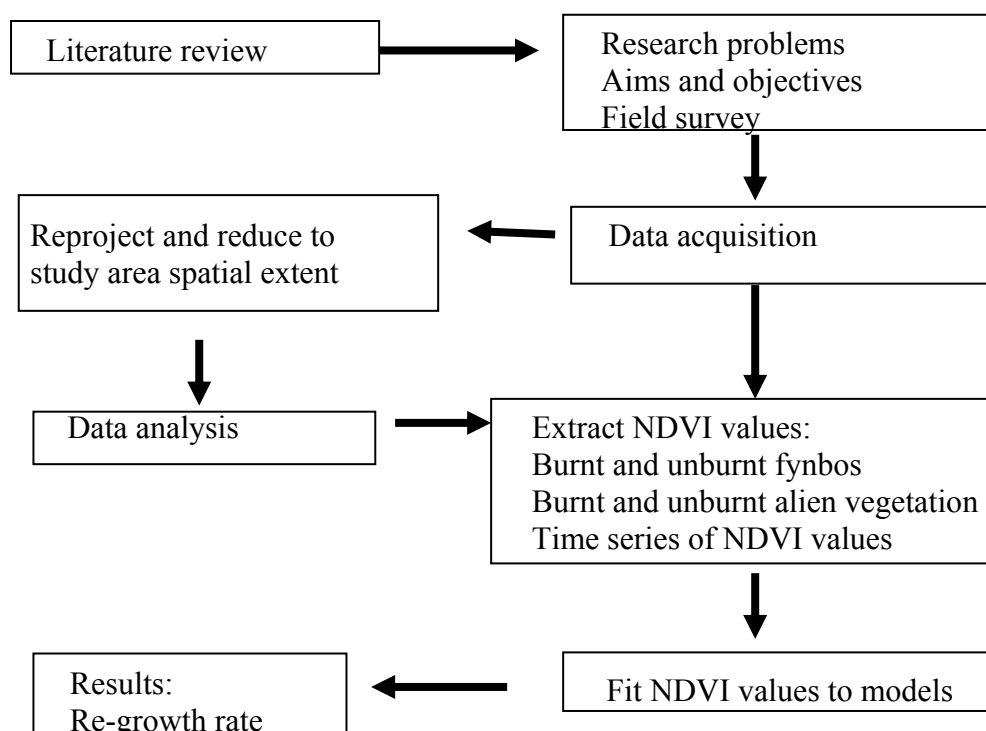 Literature review
Research problems
Aims and objectives
Field survey
Reproject and reduce to
study area spatial extent
Data acquisition
Data analysis
Extract NDVI values:
Burnt and unburnt fynbos
Burnt and unburnt alien vegetation
Time series of NDVI values
Results:
Re-growth rate
Fit NDVI values to models